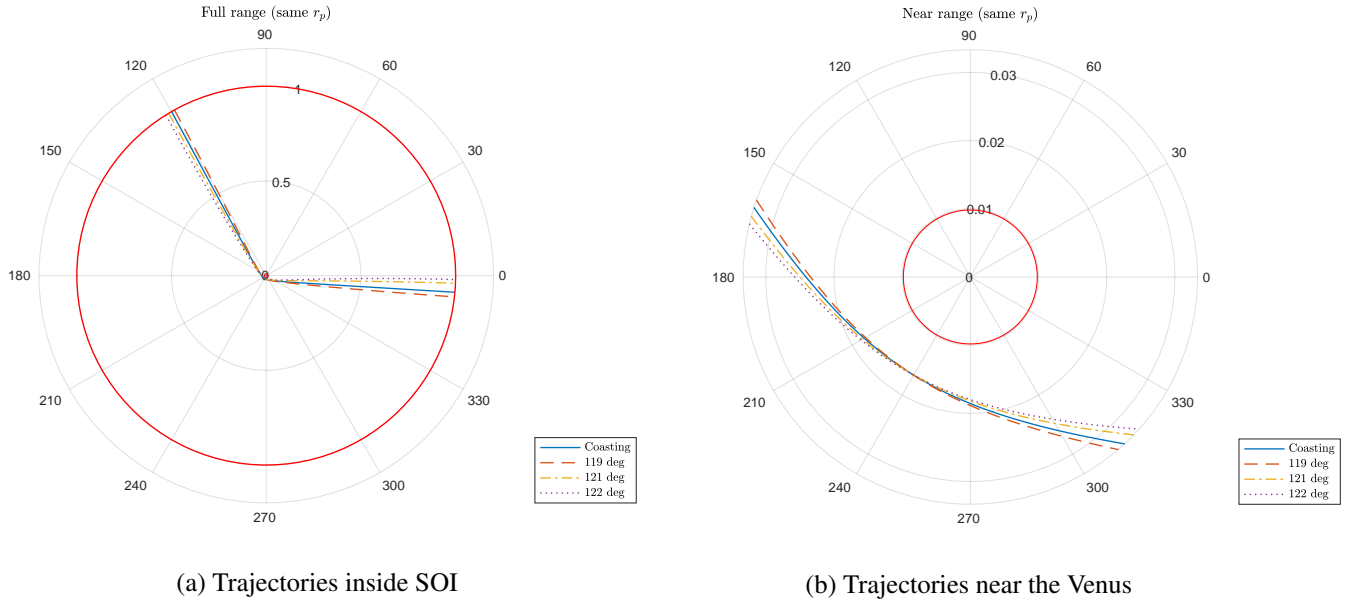 Full range (same r_p)
90
120
60
1
150
30
0.5
180
0
0
210
330
240
300
270
Coasting
119 deg
121 deg
122 deg
(a) Trajectories inside SOI
Near range (same r_p)
90
120
60
0.03
150
30
0.02
0.01
180
0
0
210
330
240
300
270
Coasting
119 deg
121 deg
122 deg
(b) Trajectories near the Venus